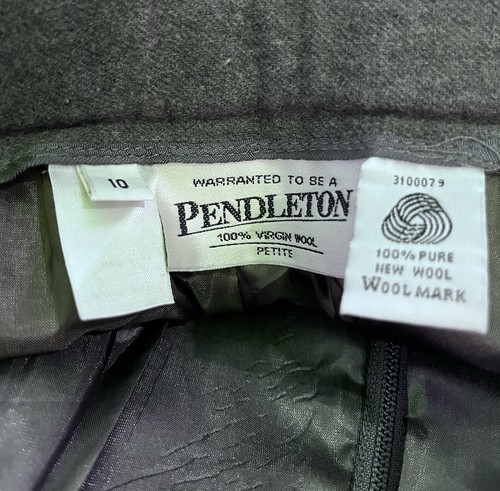 10
WARRANTED TO BE A
PENDLETON
100% VIRGIN WOOL
PETITE
3100079
100% PURE
NEW WOOL
WOOLMARK